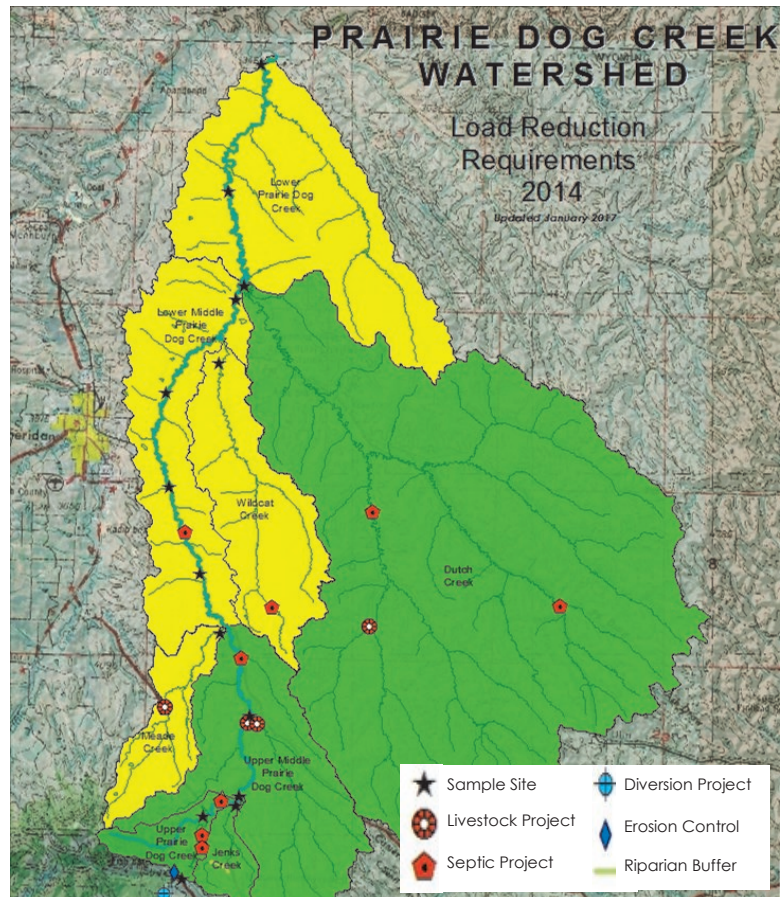 PRAIRIE DOG CREEK
WATERSHED
Load Reduction
Requirements
2014
Updated January 2017
Lower
Prairie Dog
Creek
Lower Middle
Prairie
Dog Creek
Wildcat
Creek
Dutch
Creek
Meade
Creek
Upper Middle
Prairie
Dog Creek
Upper
Prairie
Dog Creek
Jenks
Creek
eridan
Sample Site
Livestock Project
Septic Project
Diversion Project
Erosion Control
Riparian Buffer